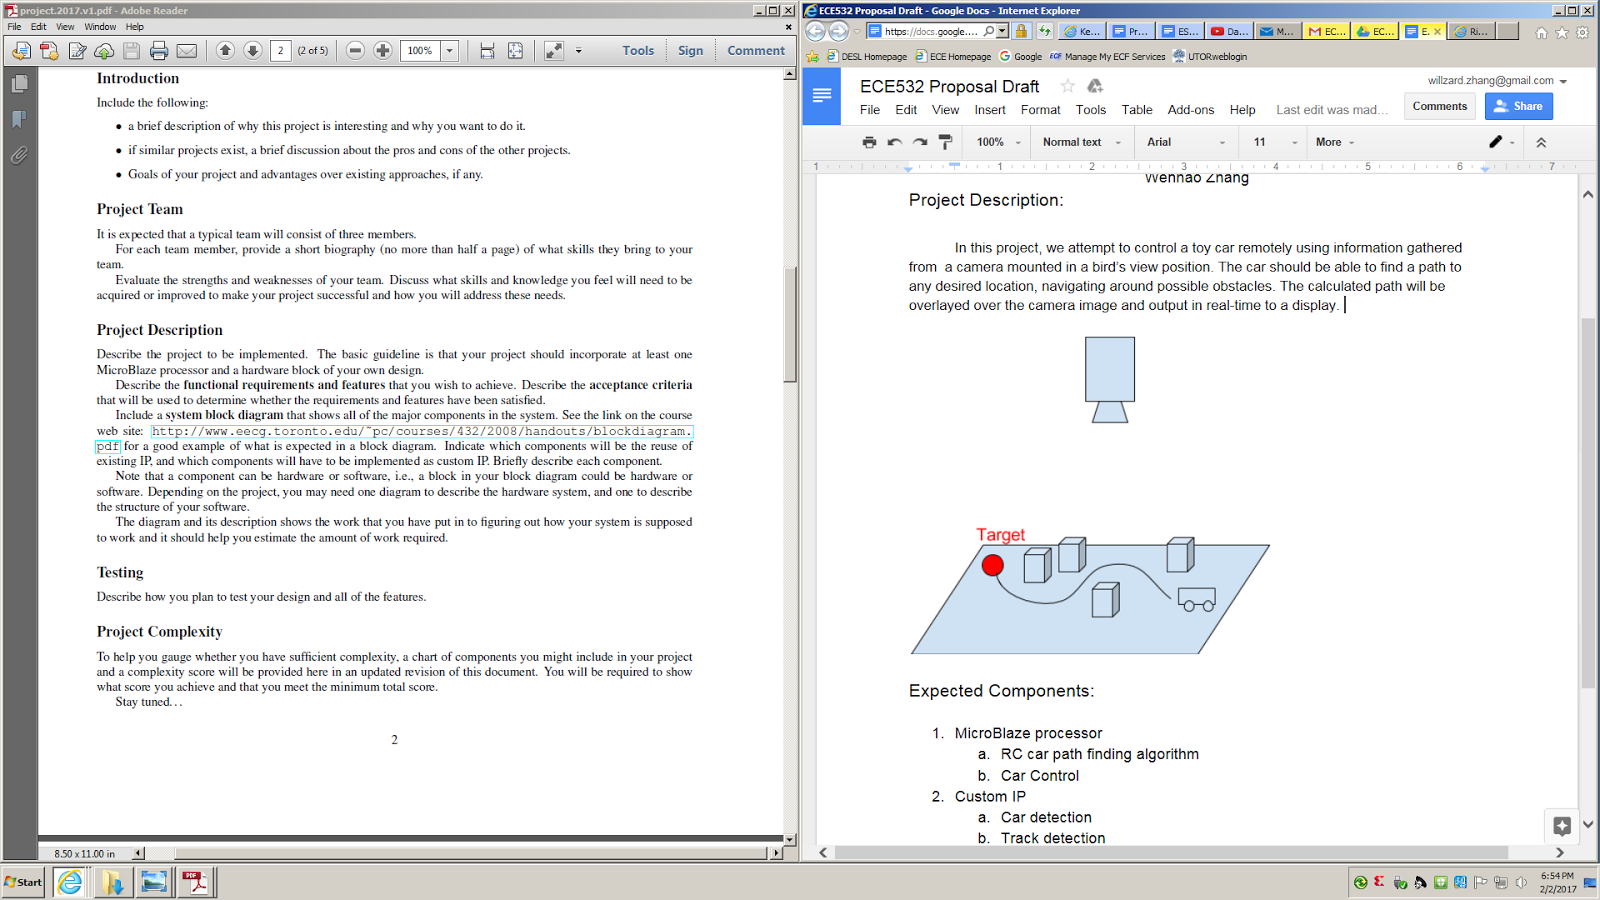 project.2017.v1.pdf - Adobe Reader
File Edit View Window Help
2 (2 of 5) 100% Tools Sign Comment
Introduction
Include the following:
• a brief description of why this project is interesting and why you want to do it.
• if similar projects exist, a brief discussion about the pros and cons of the other projects.
• Goals of your project and advantages over existing approaches, if any.
Project Team
It is expected that a typical team will consist of three members.
For each team member, provide a short biography (no more than half a page) of what skills they bring to your
team.
Evaluate the strengths and weaknesses of your team. Discuss what skills and knowledge you feel will need to be
acquired or improved to make your project successful and how you will address these needs.
Project Description
Describe the project to be implemented. The basic guideline is that your project should incorporate at least one
MicroBlaze processor and a hardware block of your own design.
Describe the functional requirements and features that you wish to achieve. Describe the acceptance criteria
that will be used to determine whether the requirements and features have been satisfied.
Include a system block diagram that shows all of the major components in the system. See the link on the course
web site: http://www.eecg.toronto.edu/~pc/courses/432/2008/handouts/blockdiagram.
pdf for a good example of what is expected in a block diagram. Indicate which components will be the reuse of
existing IP, and which components will have to be implemented as custom IP. Briefly describe each component.
Note that a component can be hardware or software, i.e., a block in your block diagram could be hardware or
software. Depending on the project, you may need one diagram to describe the hardware system, and one to describe
the structure of your software.
The diagram and its description shows the work that you have put in to figuring out how your system is supposed
to work and it should help you estimate the amount of work required.
Testing
Describe how you plan to test your design and all of the features.
Project Complexity
To help you gauge whether you have sufficient complexity, a chart of components you might include in your project
and a complexity score will be provided here in an updated revision of this document. You will be required to show
what score you achieve and that you meet the minimum total score.
Stay tuned...
2
8.50 x 11.00 in
ECE532 Proposal Draft - Google Docs - Internet Explorer
https://docs.google.... Ke... Pr... ES... Da... M... EC... EC... E. Ri...
DESL Homepage ECE Homepage Google Manage My ECF Services UTORweblogin
ECE532 Proposal Draft
willzard.zhang@gmail.com
File Edit View Insert Format Tools Table Add-ons Help Last edit was mad... Comments Share
100% Normal text Arial 11 More
1 1 2 3 4 5 6 7
Wenhao Zhang
Project Description:
In this project, we attempt to control a toy car remotely using information gathered
from a camera mounted in a bird's view position. The car should be able to find a path to
any desired location, navigating around possible obstacles. The calculated path will be
overlayed over the camera image and output in real-time to a display.
Target
Expected Components:
1. MicroBlaze processor
a. RC car path finding algorithm
b. Car Control
2. Custom IP
a. Car detection
b. Track detection
Start
6:54 PM
2/2/2017